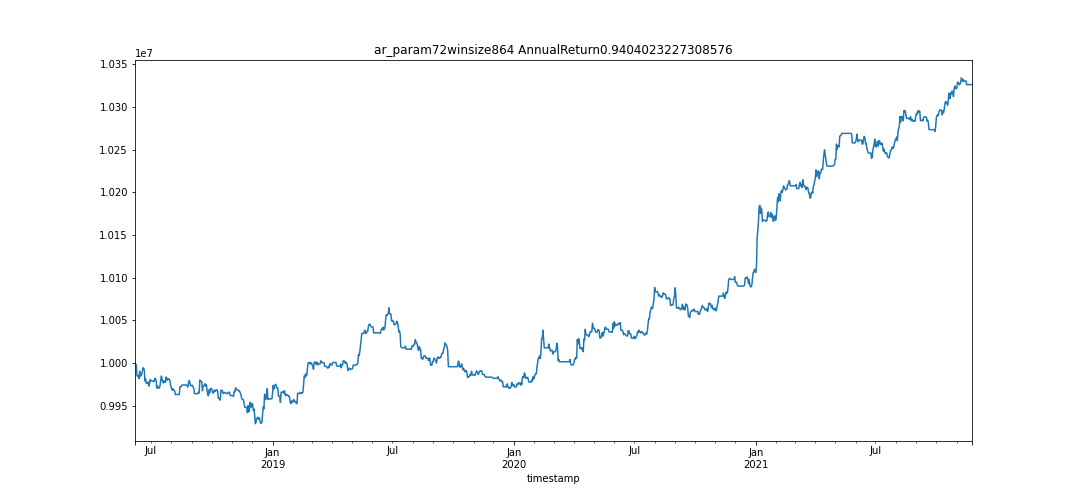 ar_param72winsize864 AnnualReturn0.9404023227308576
1e7
1.035
1.030
1.025
1.020
1.015
1.010
1.005
1.000
0.995
Jul Jan Jul Jan Jul Jan Jul
2019 2020 2021
timestamp